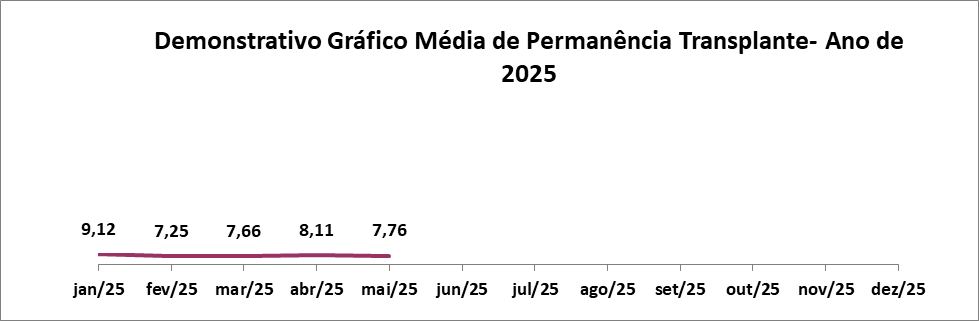 Demonstrativo Gráfico Média de Permanência Transplante- Ano de
2025
9,12 7,25 7,66 8,11 7,76
jan/25 fev/25 mar/25 abr/25 mai/25 jun/25 jul/25 ago/25 set/25 out/25 nov/25 dez/25